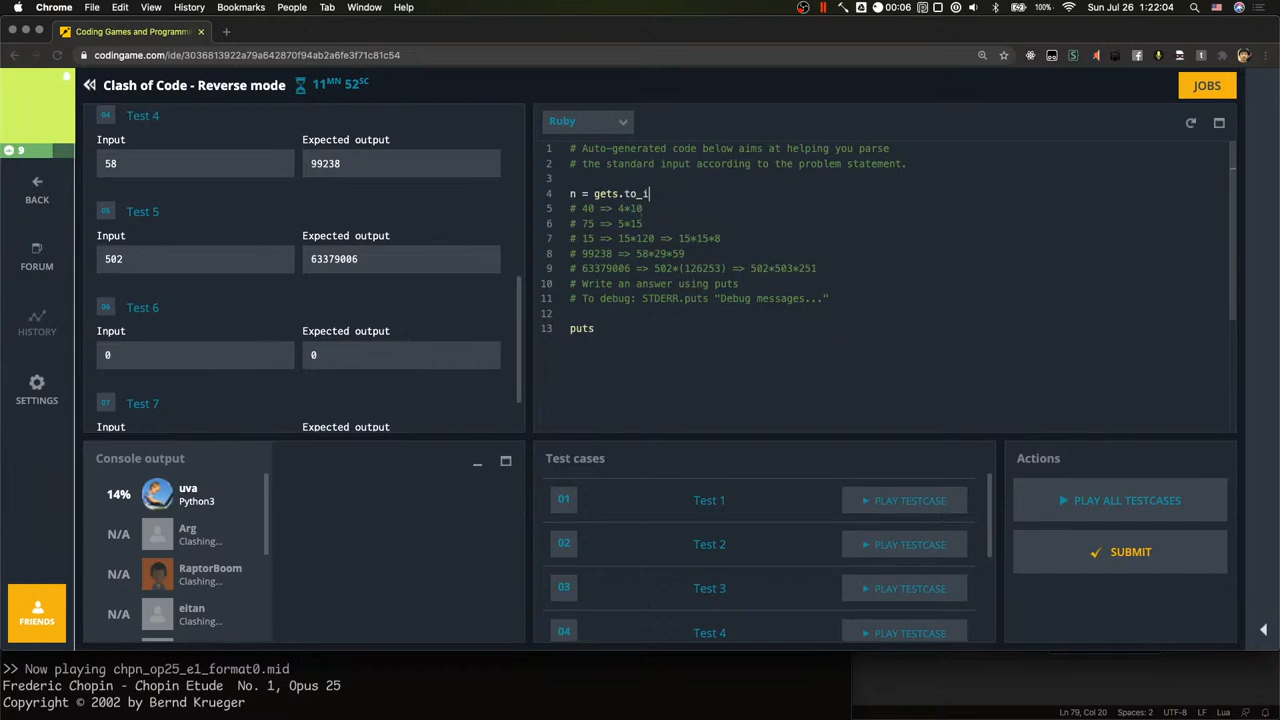 Chrome File Edit View History Bookmarks People Tab Window Help 00:06 100% Sun Jul 26 1:22:04
Coding Games and Programmi × +
codingame.com/ide/3036813922a79a642870f94ab2a6fe3f71c81c54
Clash of Code - Reverse mode 11MN 52SC
JOBS
9
BACK
FORUM
HISTORY
SETTINGS
FRIENDS
04 Test 4
Input Expected output
58 99238
05 Test 5
Input Expected output
502 63379006
06 Test 6
Input Expected output
0 0
07 Test 7
Input Expected output
Ruby
1 # Auto-generated code below aims at helping you parse
2 # the standard input according to the problem statement.
3
4 n = gets.to_i
5 # 40 => 4*10
6 # 75 => 5*15
7 # 15 => 15*120 => 15*15*8
8 # 99238 => 58*29*59
9 # 63379006 => 502*(126253) => 502*503*251
10 # Write an answer using puts
11 # To debug: STDERR.puts "Debug messages..."
12
13 puts
Console output
14% uva
Python3
N/A Arg
Clashing...
N/A RaptorBoom
Clashing...
N/A eltan
Clashing...
Test cases
01 Test 1 PLAY TESTCASE
02 Test 2 PLAY TESTCASE
03 Test 3 PLAY TESTCASE
04 Test 4 PLAY TESTCASE
Actions
PLAY ALL TESTCASES
SUBMIT
>> Now playing chpn_op25_e1_format0.mid
Frederic Chopin - Chopin Etude No. 1, Opus 25
Copyright © 2002 by Bernd Krueger
Ln 79, Col 20 Spaces: 2 UTF-8 LF Lua